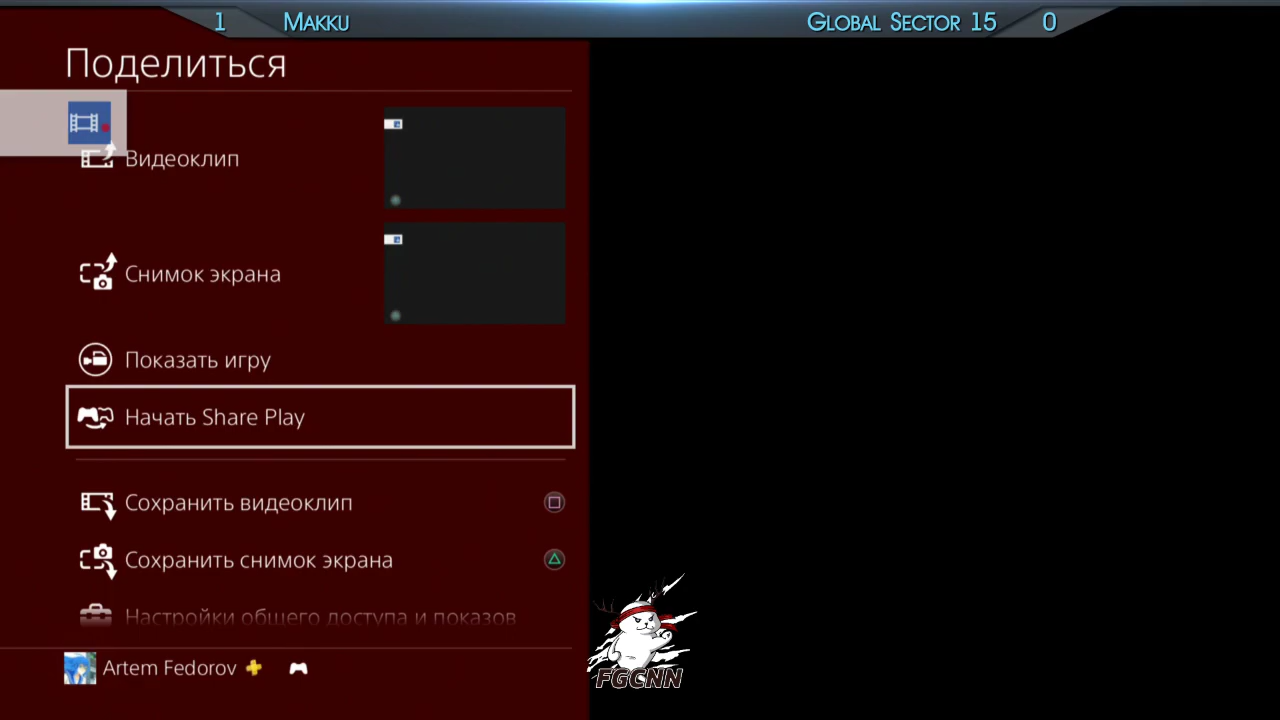 1 Makku Global Sector 15 0
Поделиться
Видеоклип
Снимок экрана
Показать игру
Начать Share Play
Сохранить видеоклип
Сохранить снимок экрана
Настройки общего доступа и показов
Artem Fedorov
FGCNN